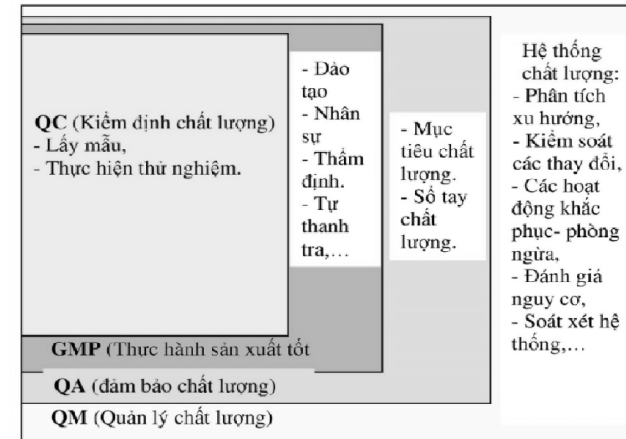 QC (Kiểm định chất lượng)
- Lấy mẫu,
- Thực hiện thử nghiệm.
- Đào
tạo
- Nhân
sự
- Thẩm
định.
- Tự
thanh
tra,…
- Mục
tiêu chất
lượng.
- Sổ tay
chất
lượng.
Hệ thống
chất lượng:
- Phân tích
xu hướng,
- Kiểm soát
các thay đổi,
- Các hoạt
động khắc
phục- phòng
ngừa,
- Đánh giá
nguy cơ,
- Soát xét hệ
thống,…
GMP (Thực hành sản xuất tốt
QA (đảm bảo chất lượng)
QM (Quản lý chất lượng)